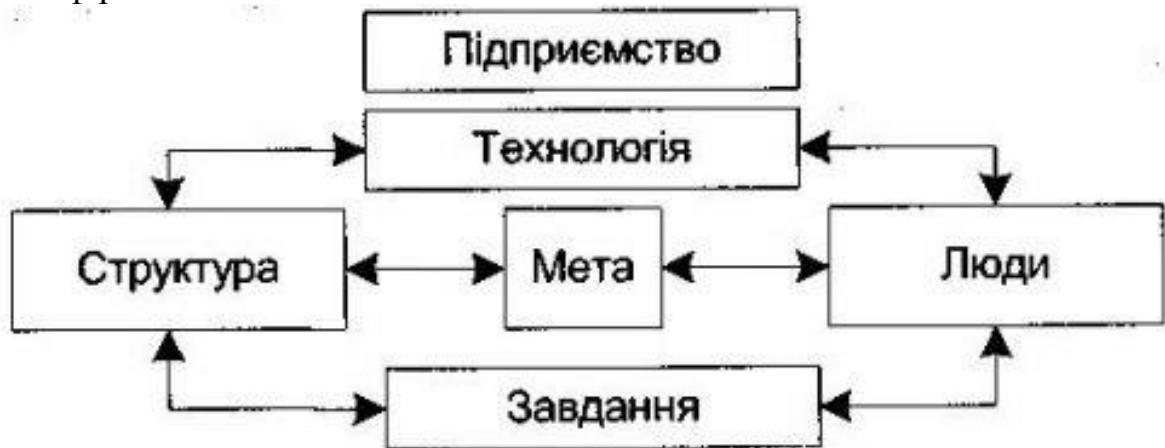 Підприємство
Технологія
Структура
Мета
Люди
Завдання